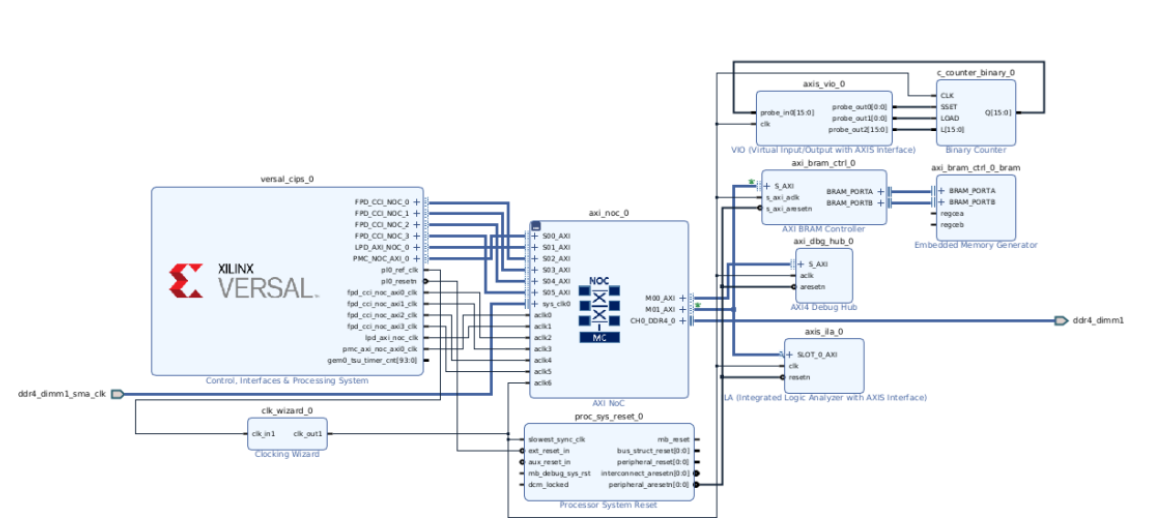 c_counter_binary_0
axis_vio_0
CLK
probe_in0[15:0]
clk
probe_out0[0:0]
probe_out1[0:0]
probe_out2[15:0]
SSET
LOAD
L[15:0]
Q[15:0]
VIO (Virtual Input/Output with AXIS Interface)
Binary Counter
axi_bram_ctrl_0
axi_bram_ctrl_0_bram
S_AXI
s_axi_aclk
s_axi_aresetn
BRAM_PORTA
BRAM_PORTB
BRAM_PORTA
BRAM_PORTB
regcea
regceb
AXI BRAM Controller
Embedded Memory Generator
versal_cips_0
XILINX
VERSAL
FPD_CCI_NOC_0
FPD_CCI_NOC_1
FPD_CCI_NOC_2
FPD_CCI_NOC_3
LPD_AXI_NOC_0
PMC_NOC_AXI_0
pl0_ref_clk
pl0_resetn
fpd_cci_noc_axi0_clk
fpd_cci_noc_axi1_clk
fpd_cci_noc_axi2_clk
fpd_cci_noc_axi3_clk
lpd_axi_noc_clk
pmc_axi_noc_axi0_clk
gem0_tsu_timer_cnt[93:0]
Control, Interfaces & Processing System
axi_noc_0
S00_AXI
S01_AXI
S02_AXI
S03_AXI
S04_AXI
S05_AXI
sys_clk0
aclk0
aclk1
aclk2
aclk3
aclk4
aclk5
aclk6
NOC
MC
M00_AXI
M01_AXI
CH0_DDR4_0
AXI NoC
axi_dbg_hub_0
S_AXI
aclk
aresetn
AXI4 Debug Hub
ddr4_dimm1
axis_ila_0
SLOT_0_AXI
clk
resetn
LA (Integrated Logic Analyzer with AXIS Interface)
ddr4_dimm1_sma_clk
clk_wizard_0
clk_in1
clk_out1
Clocking Wizard
proc_sys_reset_0
slowest_sync_clk
ext_reset_in
aux_reset_in
mb_debug_sys_rst
dcm_locked
mb_reset
bus_struct_reset[0:0]
peripheral_reset[0:0]
interconnect_aresetn[0:0]
peripheral_aresetn[0:0]
Processor System Reset